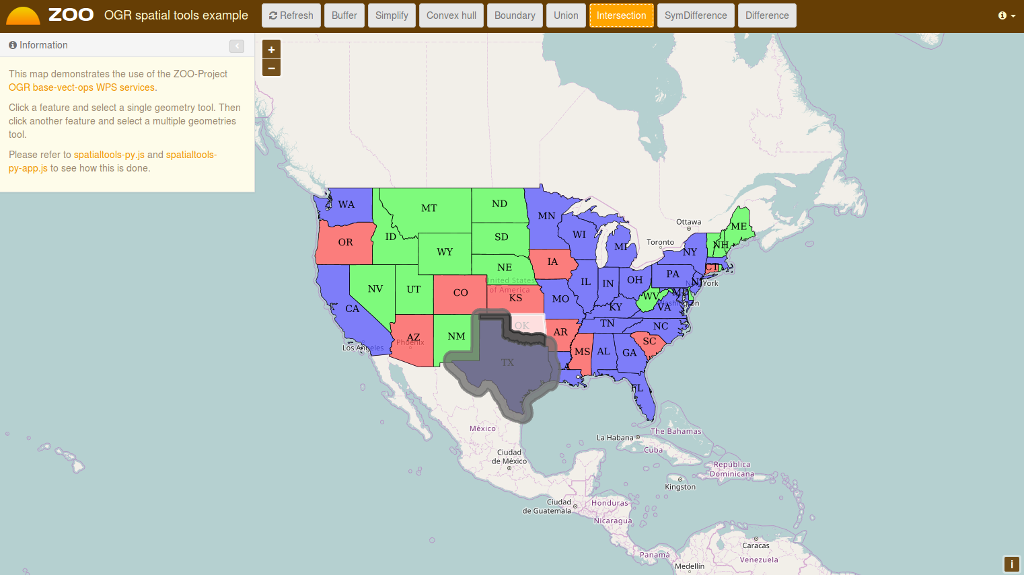 ZOO OGR spatial tools example
Refresh Buffer Simplify Convex hull Boundary Union Intersection SymDifference Difference
Information
This map demonstrates the use of the ZOO-Project
OGR base-vect-ops WPS services.
Click a feature and select a single geometry tool. Then
click another feature and select a multiple geometries
tool.
Please refer to spatialtools-py.js and spatialtools-
py-app.js to see how this is done.
+
−
WA
MT
ND
MN
OR
ID
SD
WI
MI
Ottawa
Toronto
ME
NH
NY
WY
IA
NE
United States
of America
PA
CT
NV
UT
CO
KS
MO
IL
IN
OH
NJ
York
WV
VA
CA
KY
Los Angeles
AZ
Phoenix
NM
OK
AR
TN
NC
SC
TX
MS
AL
GA
FL
México
Ciudad
de México
La Habana
The Bahamas
Cuba
República
Dominicana
Kingston
Ciudad
de Guatemala
Honduras
Nicaragua
Panamá
Medellín
Caracas
Venezuela
i